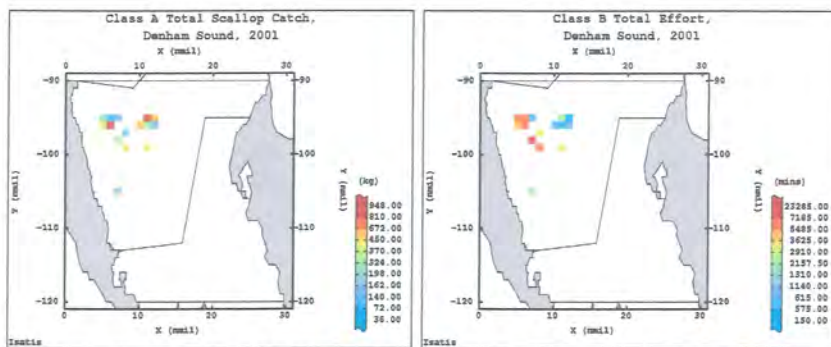 Class A Total Scallop Catch,
Denham Sound, 2001
X (nmil)
0 10 20 30
-90 -90
-100 -100
-110 -110
-120 -120
Y (nmil)
Y (nmil)
(kg)
948.00
810.00
672.00
450.00
370.00
324.00
198.00
162.00
140.00
72.00
36.00
0 10 20 30
X (nmil)
Isatis
Class B Total Effort,
Denham Sound, 2001
X (nmil)
0 10 20 30
-90 -90
-100 -100
-110 -110
-120 -120
Y (nmil)
Y (nmil)
(mins)
23265.00
7185.00
5485.00
3625.00
2910.00
2157.50
1310.00
1140.00
615.00
575.00
150.00
0 10 20 30
X (nmil)
Isatis